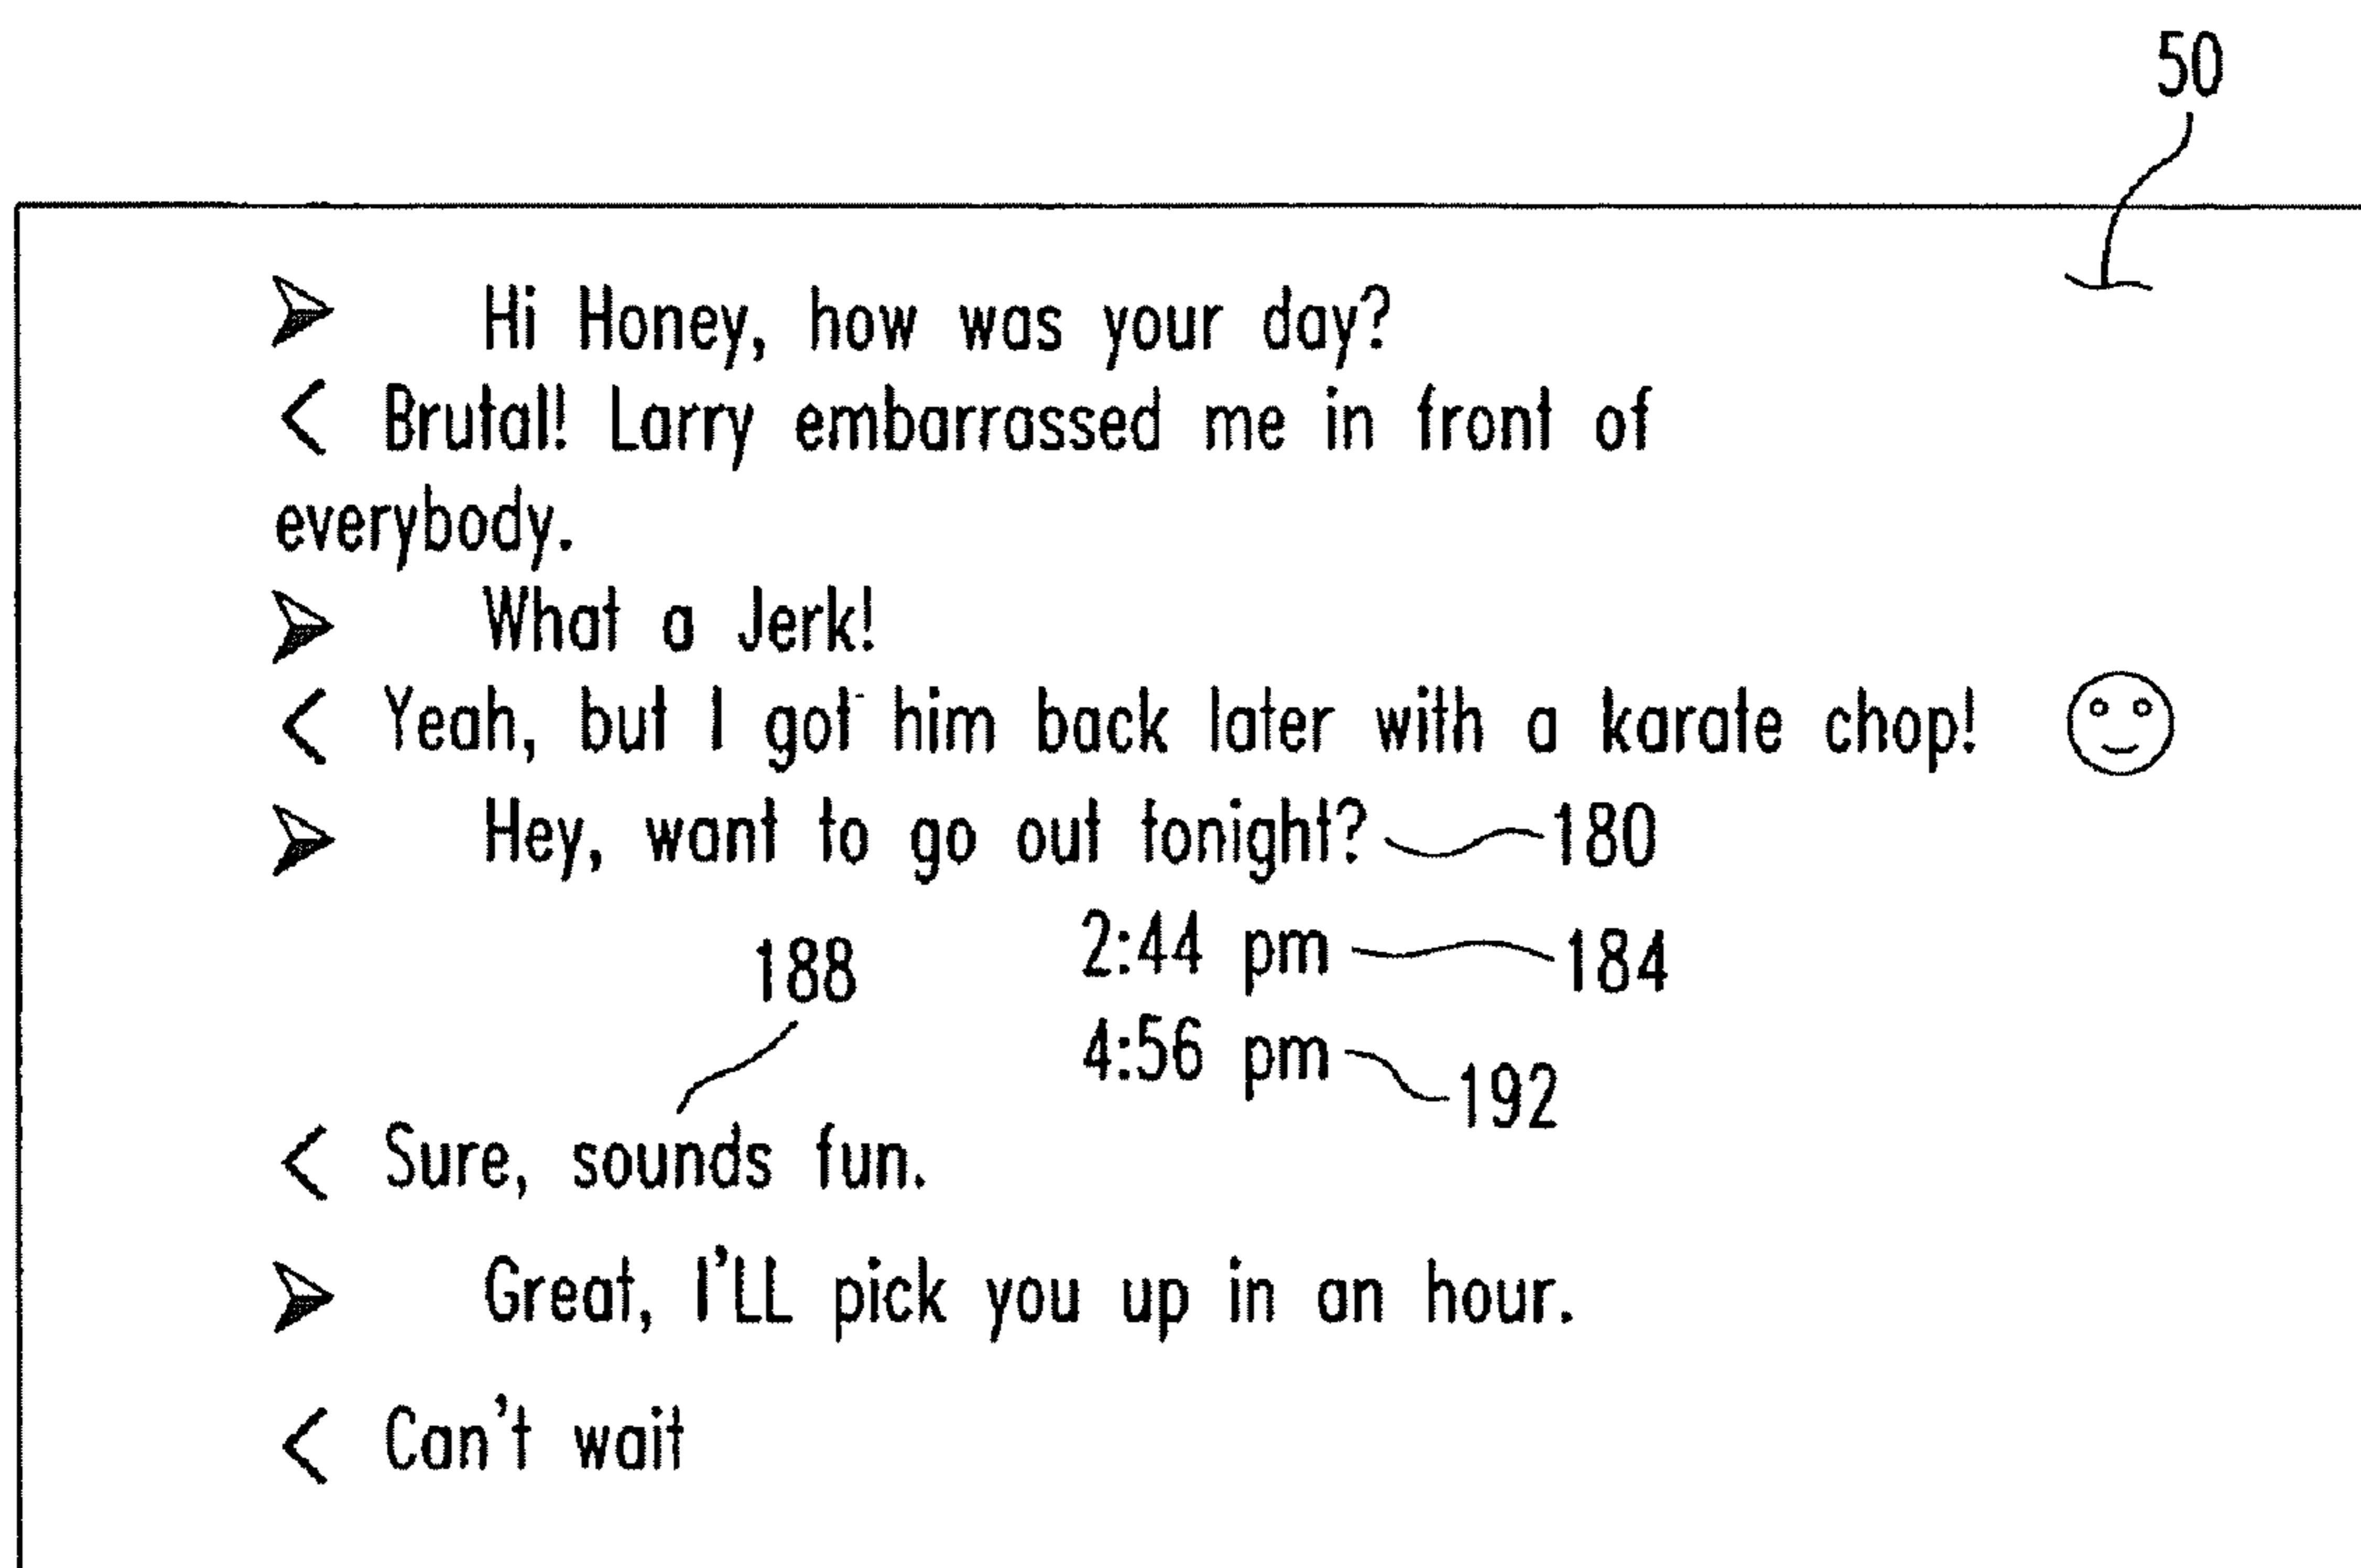 50
➢ Hi Honey, how was your day?
< Brutal! Larry embarrassed me in front of
everybody.
➢ What a Jerk!
< Yeah, but I got him back later with a karate chop! ☺
➢ Hey, want to go out tonight? 180
2:44 pm 184
188
4:56 pm 192
< Sure, sounds fun.
➢ Great, I'LL pick you up in an hour.
< Can't wait